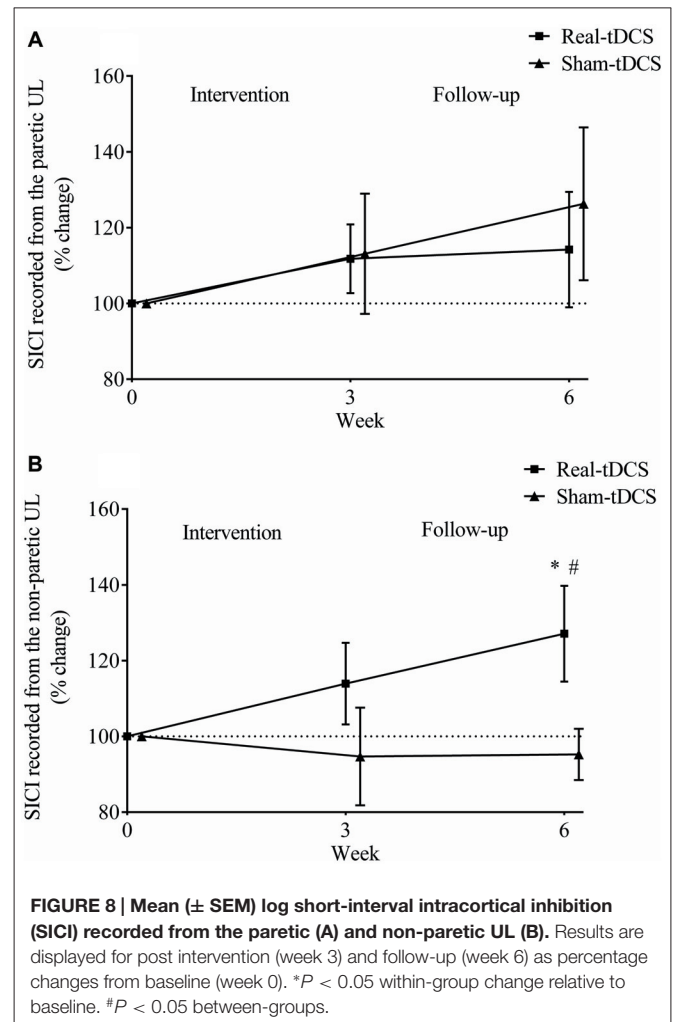 A
Real-tDCS
Sham-tDCS
160
140
120
100
80
Intervention
Follow-up
SICI recorded from the paretic UL
(% change)
0
3
6
Week
B
Real-tDCS
Sham-tDCS
160
140
120
100
80
Intervention
Follow-up
* #
SICI recorded from the non-paretic UL
(% change)
0
3
6
Week
FIGURE 8 | Mean (± SEM) log short-interval intracortical inhibition
(SICI) recorded from the paretic (A) and non-paretic UL (B). Results are
displayed for post intervention (week 3) and follow-up (week 6) as percentage
changes from baseline (week 0). *P < 0.05 within-group change relative to
baseline. #P < 0.05 between-groups.